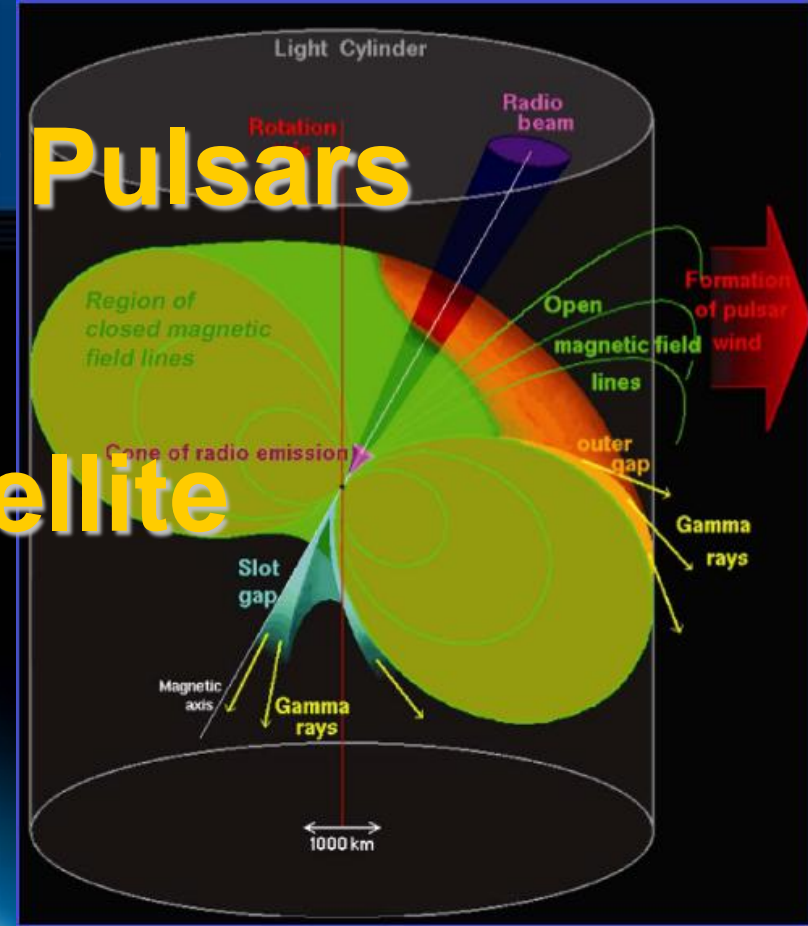 Light Cylinder
Radio
beam
Rotation
Pulsars
Region of
closed magnetic
field lines
Open
magnetic field
lines
Formation
of pulsar
wind
Cone of radio emission
ellite
outer
gap
Gamma
rays
Slot
gap
Magnetic
axis
Gamma
rays
1000 km